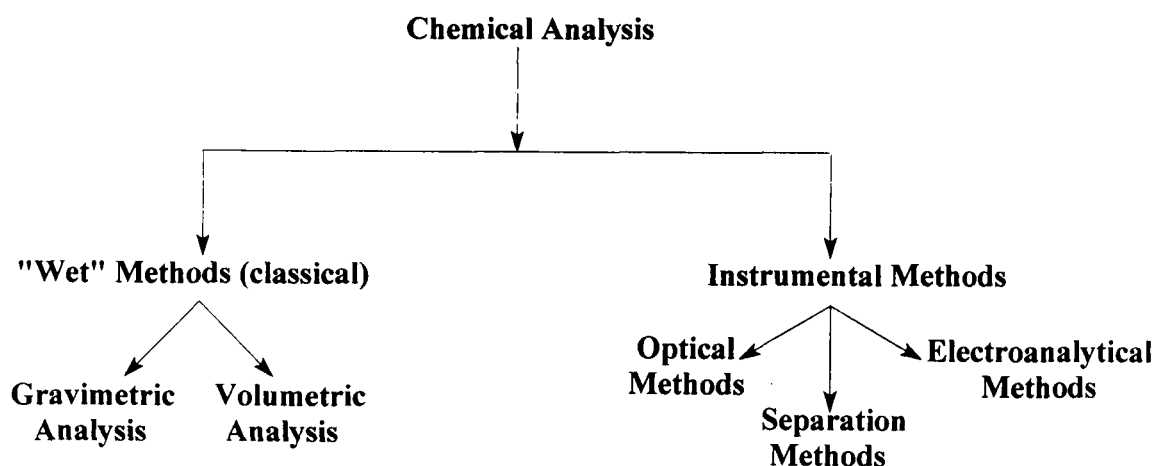 Chemical Analysis
"Wet" Methods (classical)
Instrumental Methods
Gravimetric
Analysis
Volumetric
Analysis
Optical
Methods
Separation
Methods
Electroanalytical
Methods